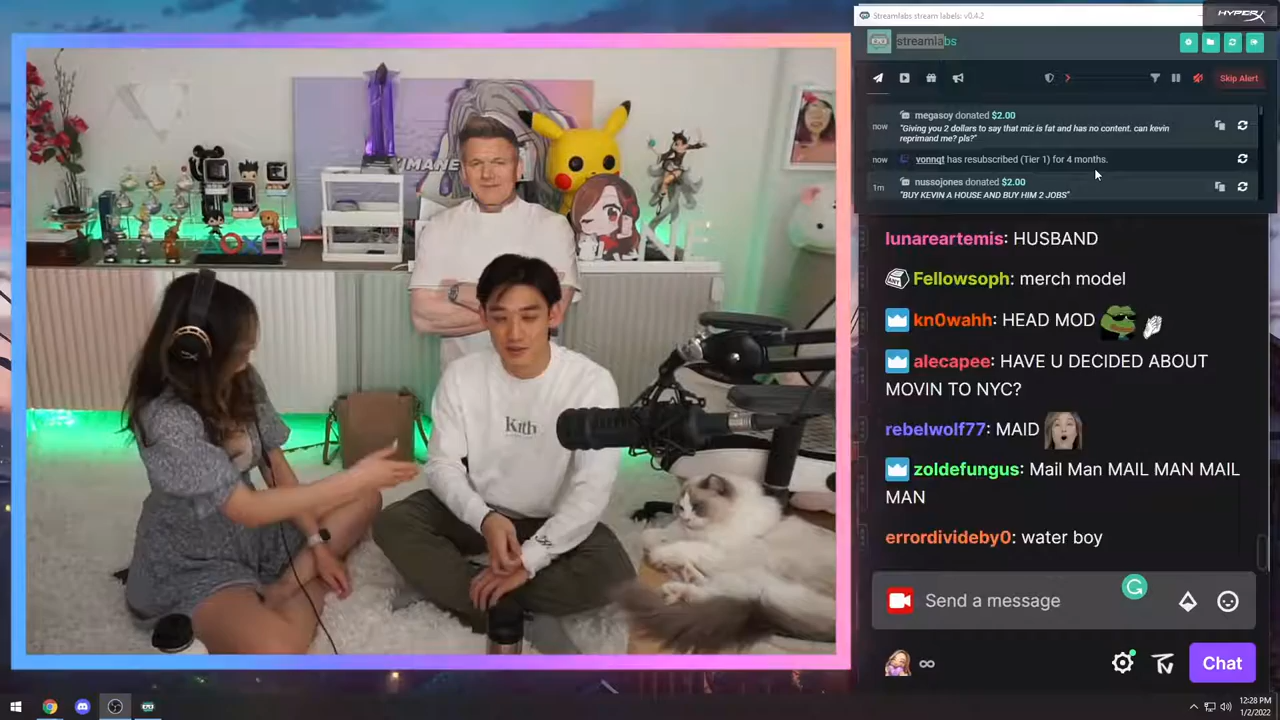 Streamlabs stream labels: v0.4.2
HYPERX
streamlabs
Skip Alert
now
megasoy donated $2.00
"Giving you 2 dollars to say that miz is fat and has no content. can kevin
reprimand me? pls?"
now
vonnqt has resubscribed (Tier 1) for 4 months.
1m
nussojones donated $2.00
"BUY KEVIN A HOUSE AND BUY HIM 2 JOBS"
lunareartemis: HUSBAND
Fellowsoph: merch model
kn0wahh: HEAD MOD
alecapee: HAVE U DECIDED ABOUT
MOVIN TO NYC?
rebelwolf77: MAID
zoldefungus: Mail Man MAIL MAN MAIL
MAN
errordivideby0: water boy
Send a message
Chat
12:28 PM
1/2/2022
KIMANE
kith